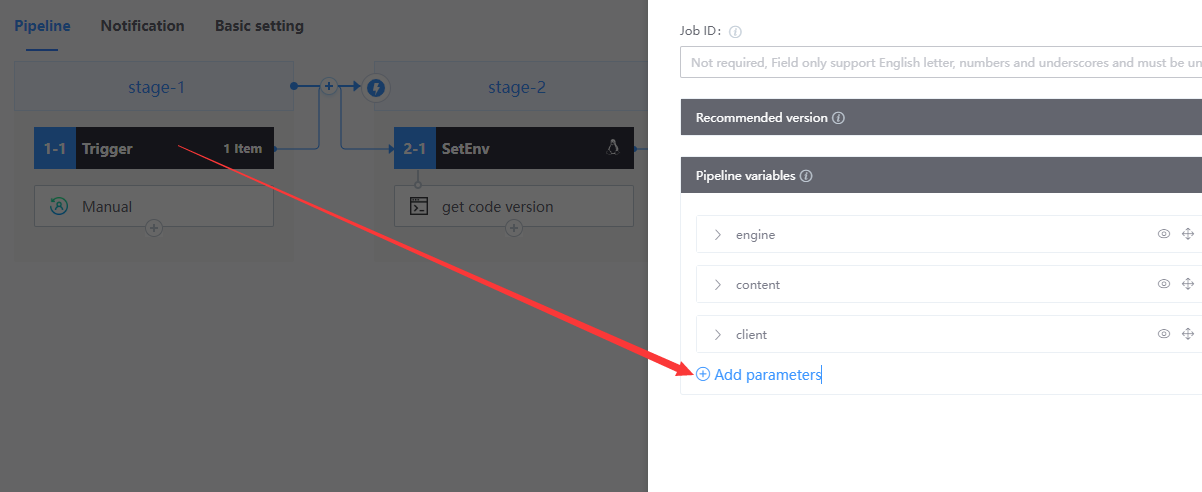 Pipeline Notification Basic setting
stage-1
stage-2
1-1 Trigger 1 Item
2-1 SetEnv
Manual
get code version
Job ID:
Not required, Field only support English letter, numbers and underscores and must be un
Recommended version
Pipeline variables
engine
content
client
Add parameters